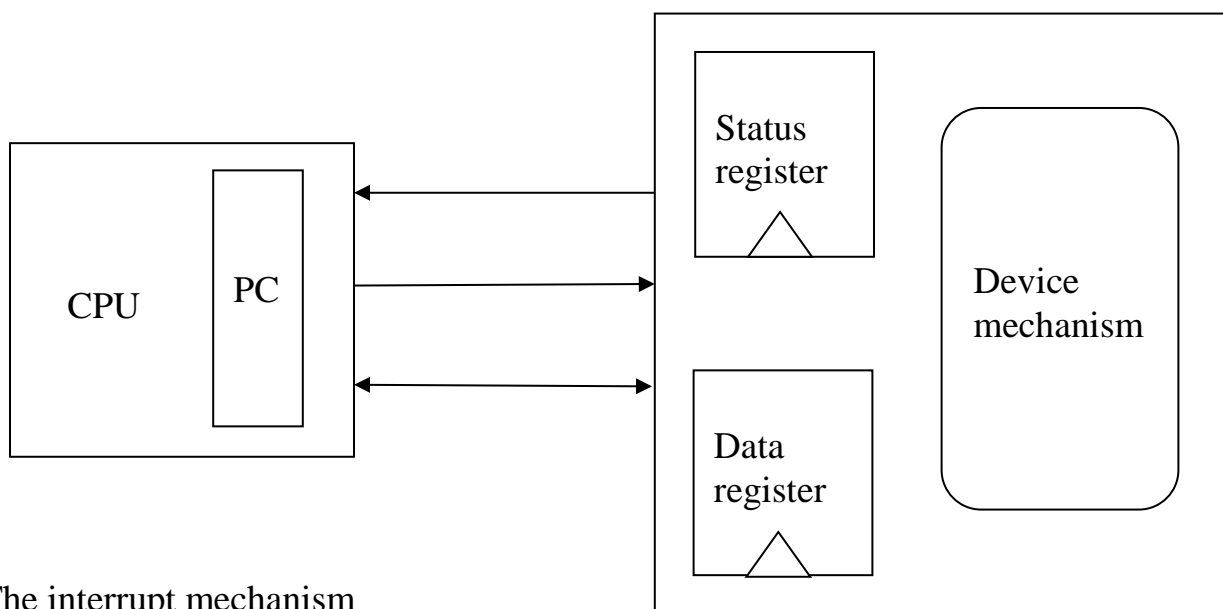 Status
register
CPU
PC
Device
mechanism
Data
register
The interrupt mechanism